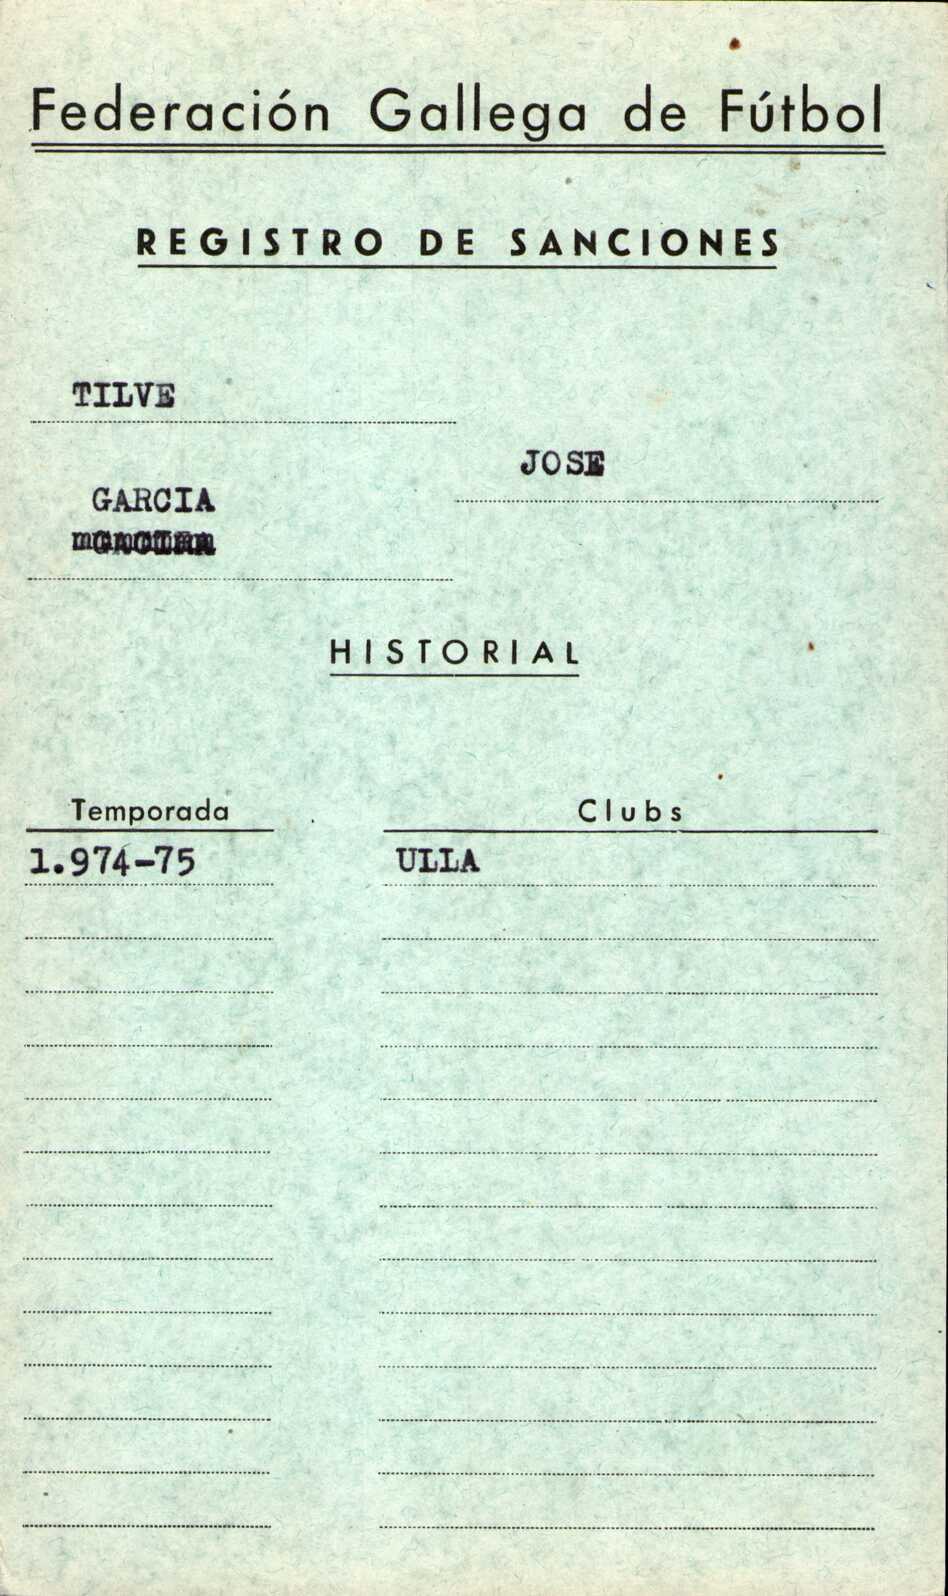 Federación Gallega de Fútbol
REGISTRO DE SANCIONES
TILVE
JOSE
GARCIA
HISTORIAL
Temporada Clubs
1.974-75 ULLA